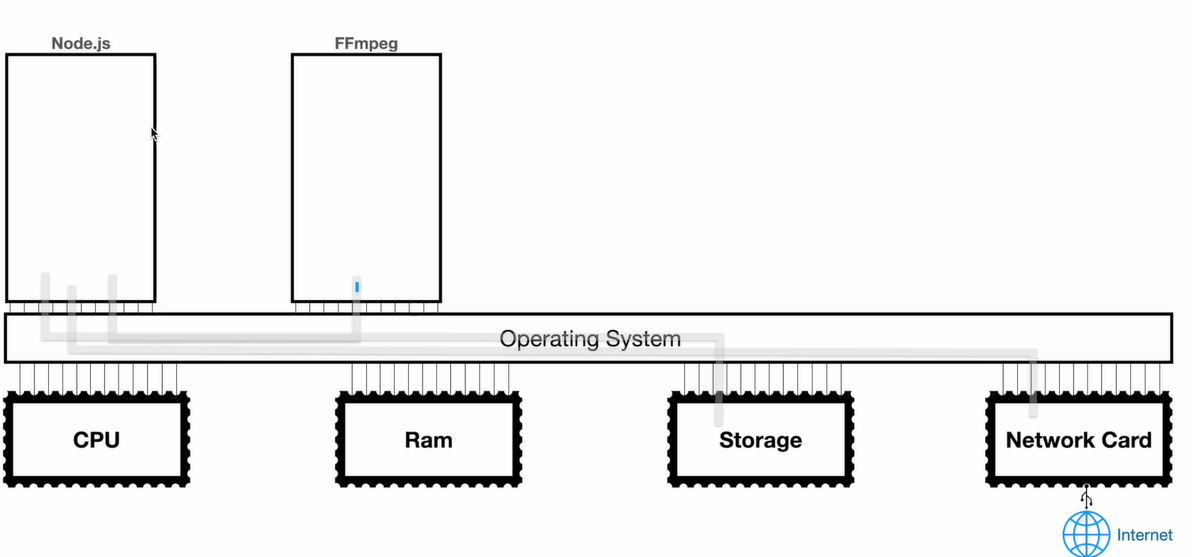 Node.js
FFmpeg
Operating System
CPU
Ram
Storage
Network Card
Internet